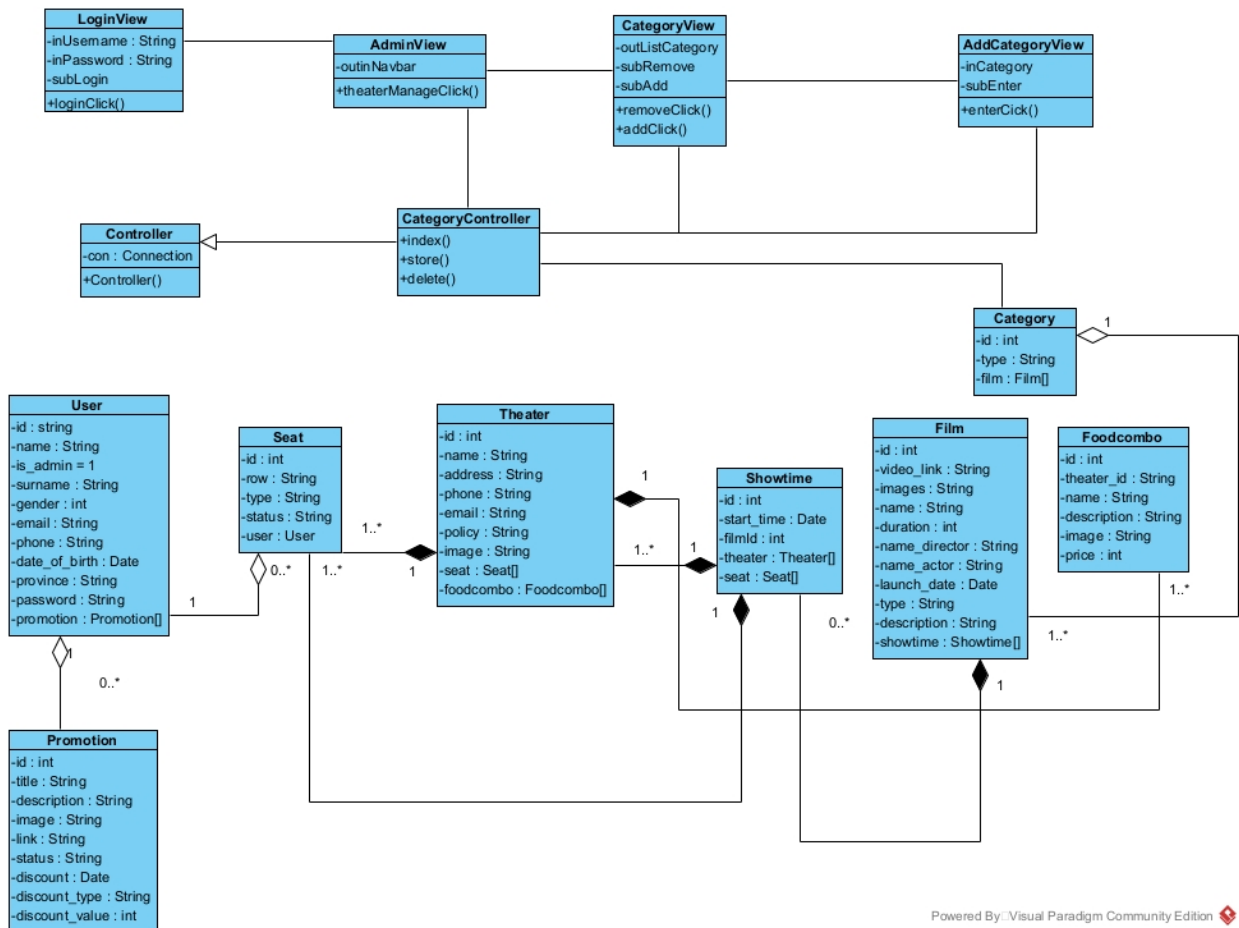 LoginView
-inUsername : String
-inPassword : String
-subLogin
+loginClick()
AdminView
-outinNavbar
+theaterManageClick()
CategoryView
-outListCategory
-subRemove
-subAdd
+removeClick()
+addClick()
AddCategoryView
-inCategory
-subEnter
+enterCick()
Controller
-con : Connection
+Controller()
CategoryController
+index()
+store()
+delete()
Category
-id : int
-type : String
-film : Film[]
1
User
-id : string
-name : String
-is_admin = 1
-surname : String
-gender : int
-email : String
-phone : String
-date_of_birth : Date
-province : String
-password : String
-promotion : Promotion[]
1
0..*
1
Seat
-id : int
-row : String
-type : String
-status : String
-user : User
0..*
1..*
1..*
1
Theater
-id : int
-name : String
-address : String
-phone : String
-email : String
-policy : String
-image : String
-seat : Seat[]
-foodcombo : Foodcombo[]
1
1..*
1
Showtime
-id : int
-start_time : Date
-filmId : int
-theater : Theater[]
-seat : Seat[]
1
0..*
Film
-id : int
-video_link : String
-images : String
-name : String
-duration : int
-name_director : String
-name_actor : String
-launch_date : Date
-type : String
-description : String
-showtime : Showtime[]
1
1..*
Foodcombo
-id : int
-theater_id : String
-name : String
-description : String
-image : String
-price : int
1..*
Promotion
-id : int
-title : String
-description : String
-image : String
-link : String
-status : String
-discount : Date
-discount_type : String
-discount_value : int
Powered By Visual Paradigm Community Edition